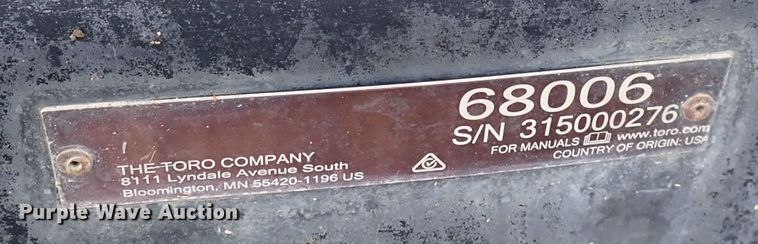 68006
S/N 315000276
FOR MANUALS www.toro.com
COUNTRY OF ORIGIN: USA
THE TORO COMPANY
8111 Lyndale Avenue South
Bloomington, MN 55420-1196 US
Purple Wave Auction